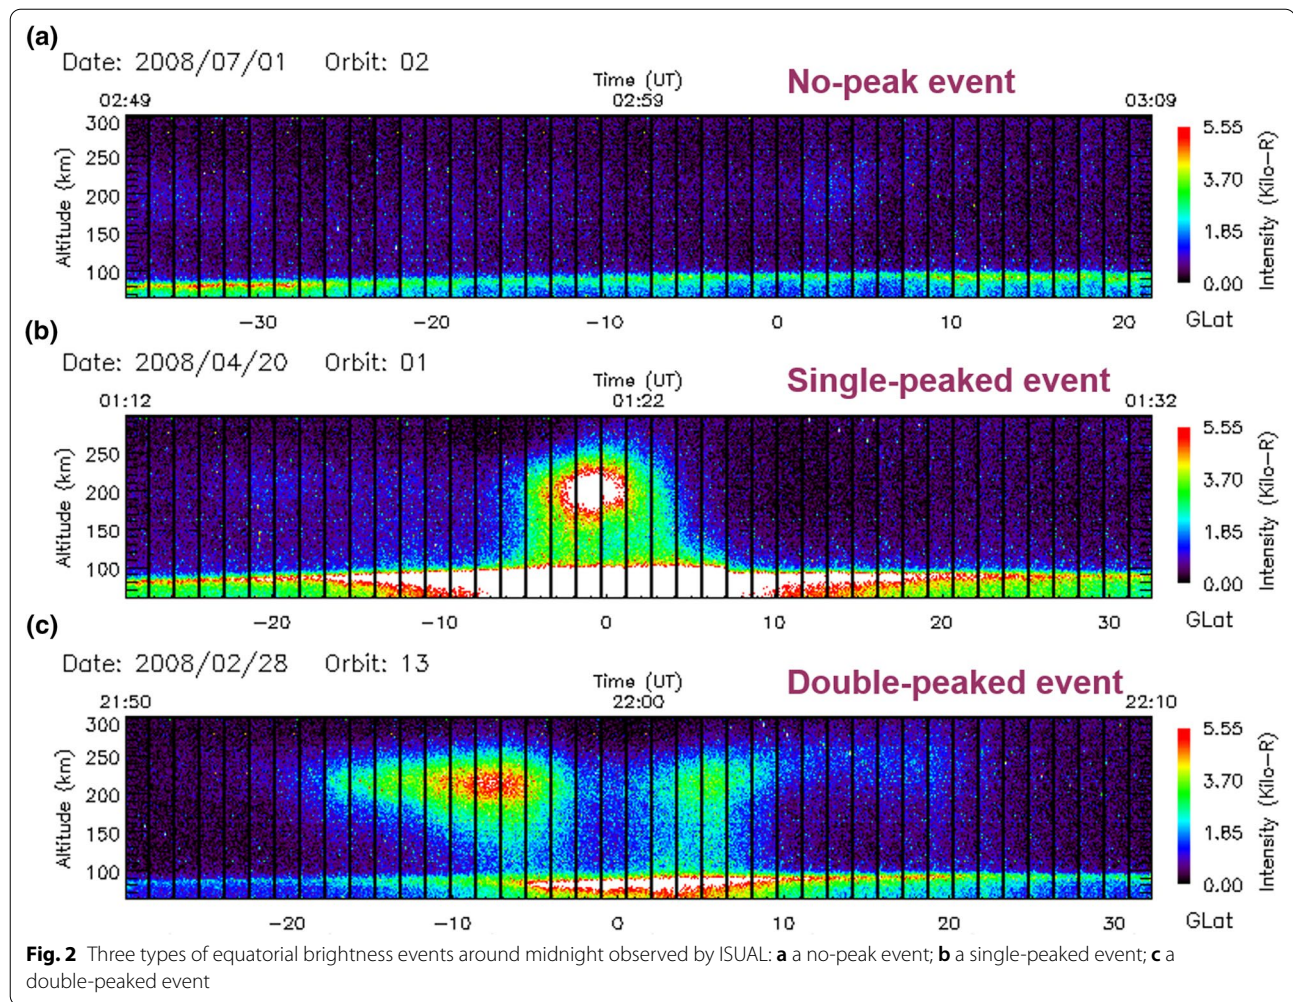 (a)
Date: 2008/07/01 Orbit: 02
Time (UT)
No-peak event
02:49 02:59 03:09
300
250
200
150
100
Altitude (km)
5.55
3.70
1.85
0.00
Intensity (Kilo-R)
-30 -20 -10 0 10 20 GLat
(b)
Date: 2008/04/20 Orbit: 01
Time (UT)
Single-peaked event
01:12 01:22 01:32
250
200
150
100
Altitude (km)
5.55
3.70
1.85
0.00
Intensity (Kilo-R)
-20 -10 0 10 20 30 GLat
(c)
Date: 2008/02/28 Orbit: 13
Time (UT)
Double-peaked event
21:50 22:00 22:10
300
250
200
150
100
Altitude (km)
5.55
3.70
1.85
0.00
Intensity (Kilo-R)
-20 -10 0 10 20 30 GLat
Fig. 2 Three types of equatorial brightness events around midnight observed by ISUAL: a a no-peak event; b a single-peaked event; c a
double-peaked event